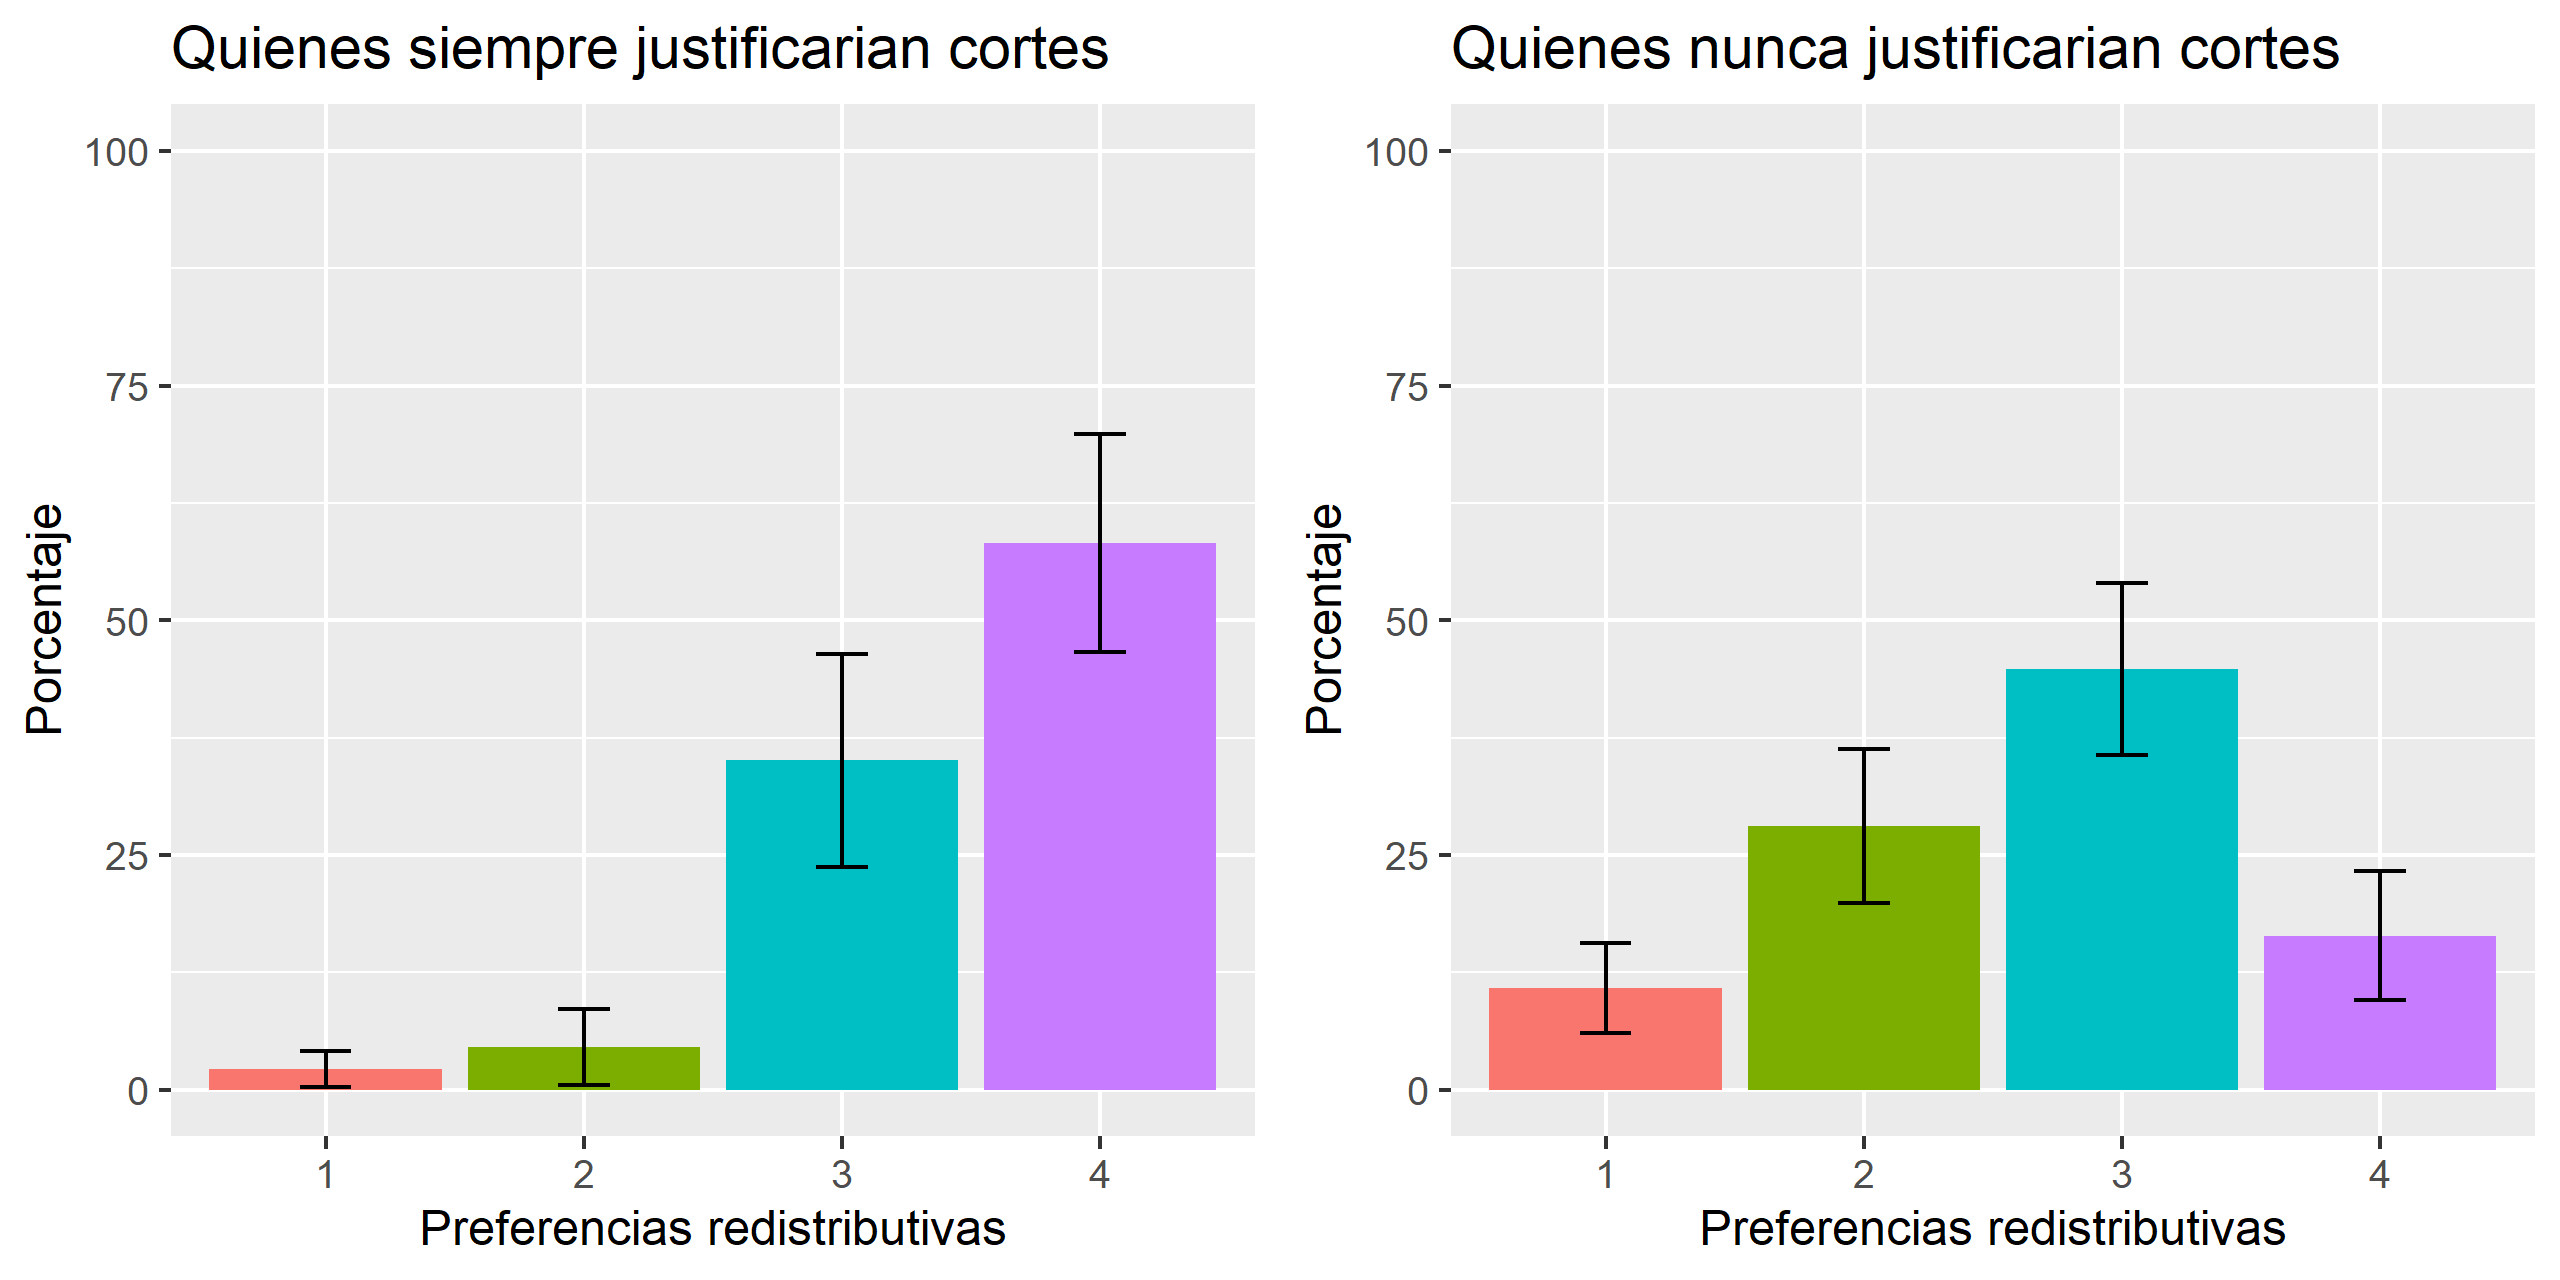 Quienes siempre justificarian cortes
100
75
50
25
0
Porcentaje
1 2 3 4
Preferencias redistributivas
Quienes nunca justificarian cortes
100
75
50
25
0
Porcentaje
1 2 3 4
Preferencias redistributivas